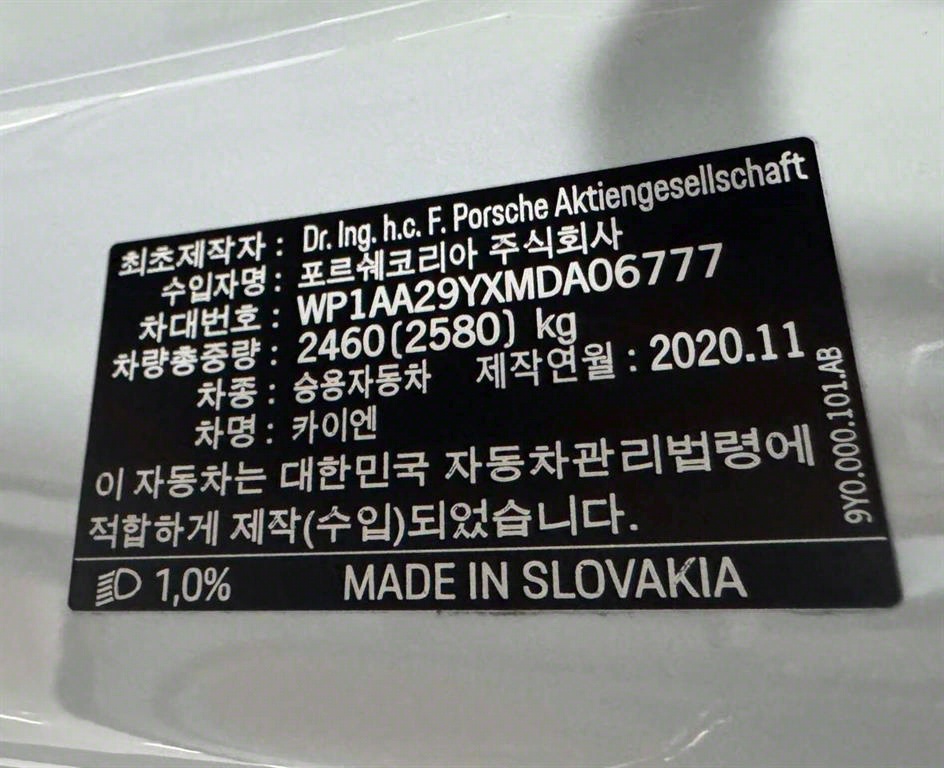 최초제작자 : Dr. Ing. h.c. F. Porsche Aktiengesellschaft
수입자명 : 포르쉐코리아 주식회사
차대번호 : WP1AA29YXMDA06777
차량총중량 : 2460(2580) kg
차종 : 승용자동차 제작연월 : 2020.11
차명 : 카이엔
이 자동차는 대한민국 자동차관리법령에
적합하게 제작(수입)되었습니다.
9Y0.000.101.AB
1,0% MADE IN SLOVAKIA